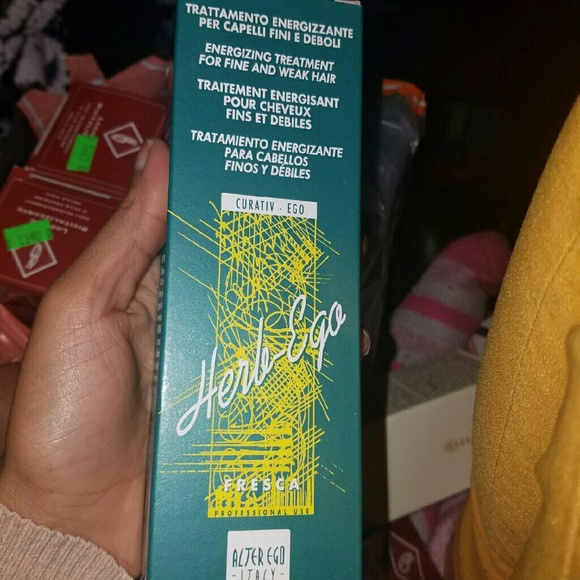 TRATTAMENTO ENERGIZZANTE
PER CAPELLI FINI E DEBOLI
ENERGIZING TREATMENT
FOR FINE AND WEAK HAIR
TRAITEMENT ENERGISANT
POUR CHEVEUX
FINS ET DEBILES
TRATAMIENTO ENERGIZANTE
PARA CABELLOS
FINOS Y DÉBILES
CURATIV - EGO
Herb-Ego
FRESCA
PROFESSIONAL USE
ALTER EGO
- ITALY -